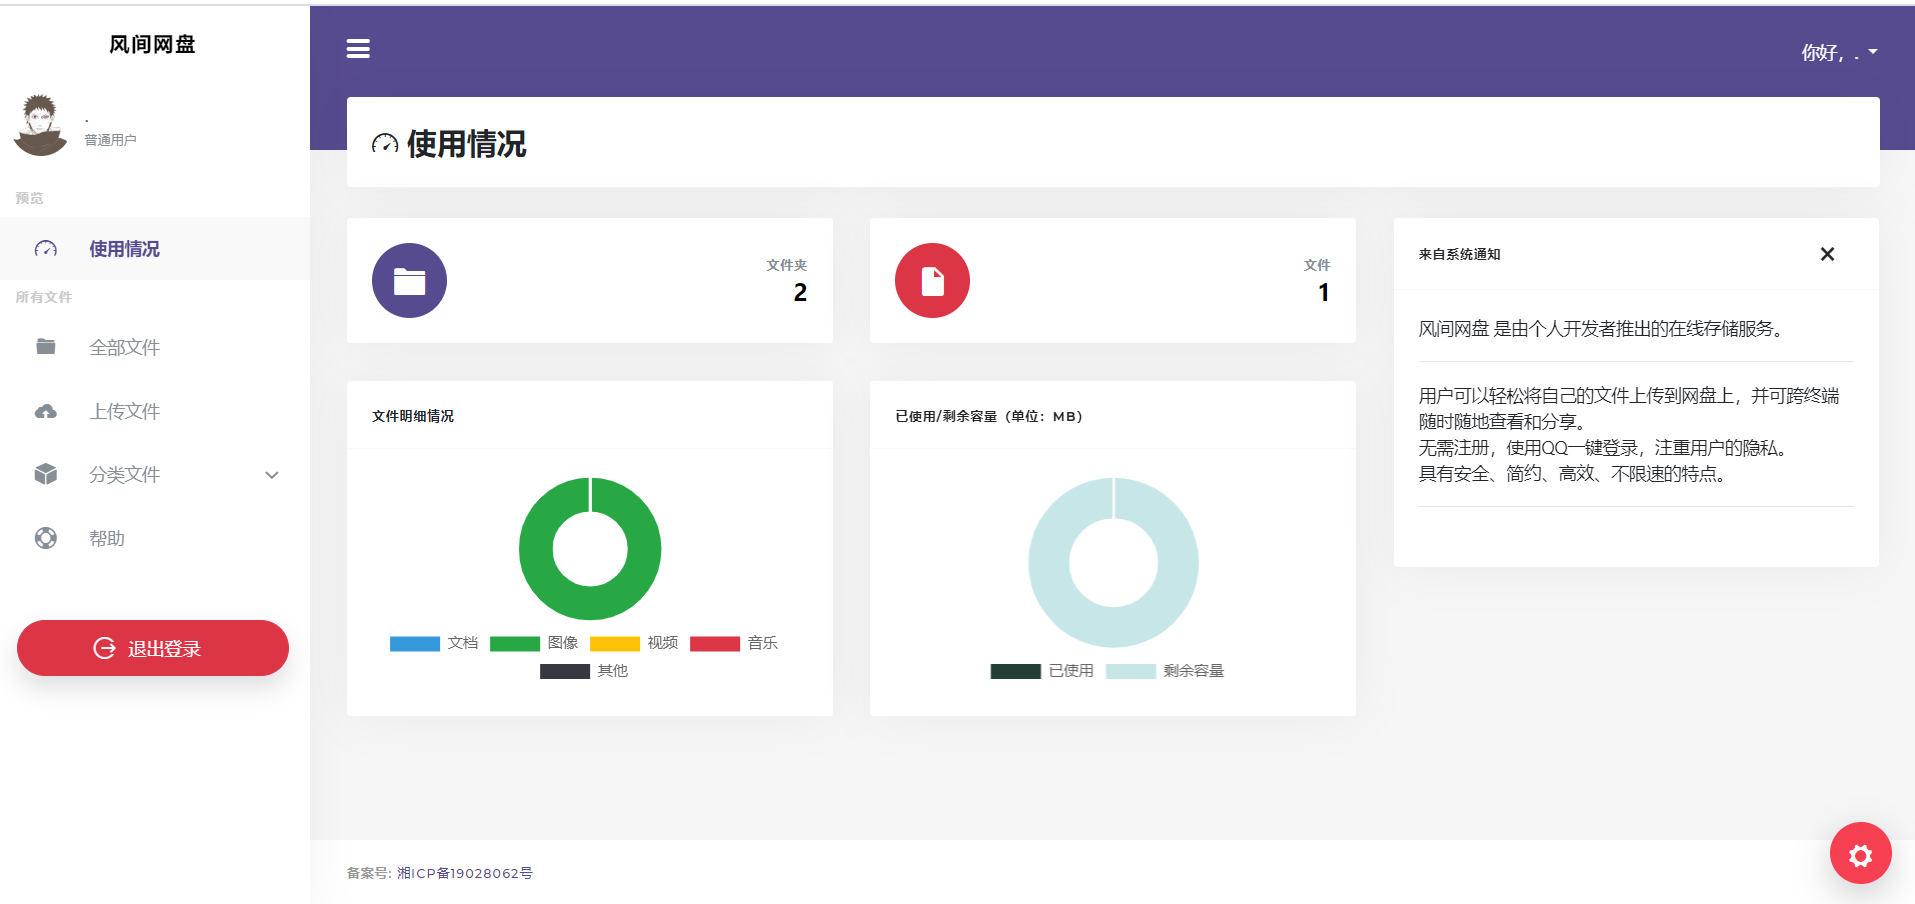 风间网盘
.
普通用户
预览
使用情况
所有文件
全部文件
上传文件
分类文件
帮助
退出登录
你好，.
使用情况
文件夹
2
文件
1
文件明细情况
文档 图像 视频 音乐
其他
已使用/剩余容量（单位：MB）
已使用 剩余容量
来自系统通知
风间网盘 是由个人开发者推出的在线存储服务。
用户可以轻松将自己的文件上传到网盘上，并可跨终端
随时随地查看和分享。
无需注册，使用QQ一键登录，注重用户的隐私。
具有安全、简约、高效、不限速的特点。
备案号: 湘ICP备19028062号